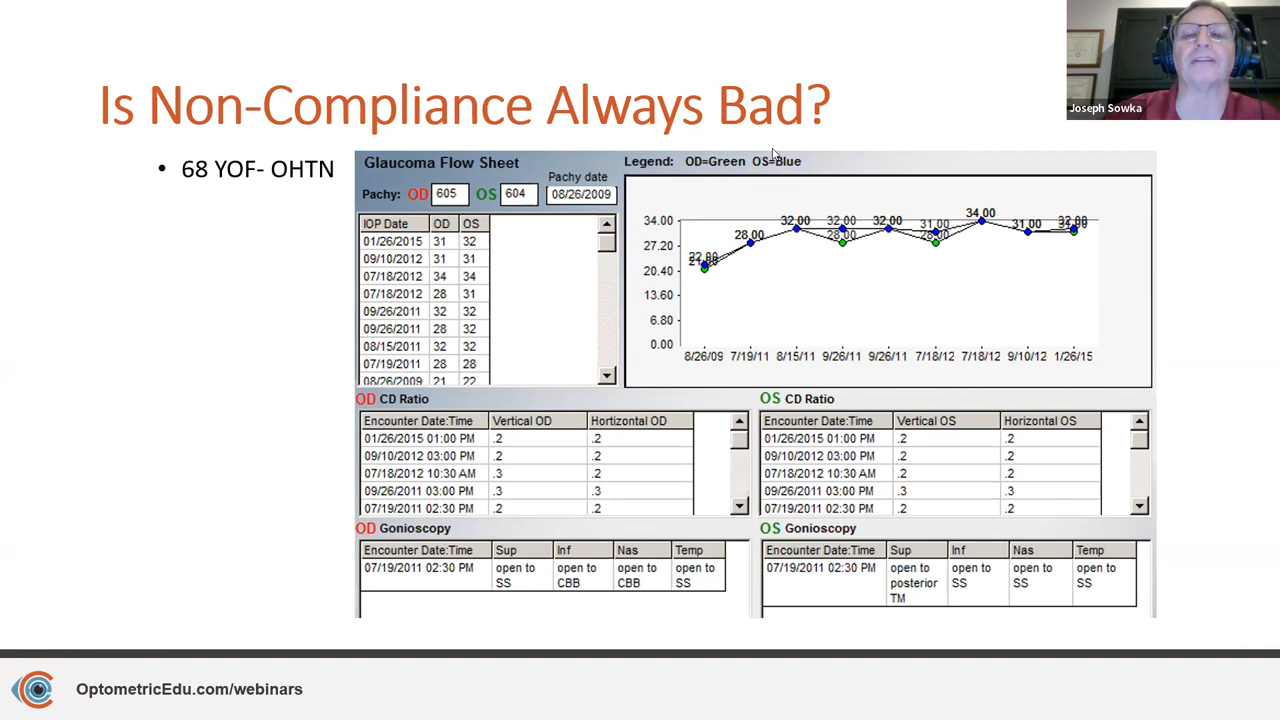 Joseph Sowka
Is Non-Compliance Always Bad?
• 68 YOF- OHTN
Glaucoma Flow Sheet
Pachy: OD 605 OS 604
Pachy date
08/26/2009
IOP Date OD OS
01/26/2015 31 32
09/10/2012 31 31
07/18/2012 34 34
07/18/2012 28 31
09/26/2011 32 32
09/26/2011 28 32
08/15/2011 32 32
07/19/2011 28 28
08/26/2009 21 22
Legend: OD=Green OS=Blue
34.00
27.20
20.40
13.60
6.80
0.00
22.00 28.00 32.00 32.00 32.00 31.00 34.00 31.00 32.00
28.00
8/26/09 7/19/11 8/15/11 9/26/11 9/26/11 7/18/12 7/18/12 9/10/12 1/26/15
OD CD Ratio
Encounter Date:Time Vertical OD Hortizontal OD
01/26/2015 01:00 PM .2 .2
09/10/2012 03:00 PM .2 .2
07/18/2012 10:30 AM .3 .2
09/26/2011 03:00 PM .3 .3
07/19/2011 02:30 PM .2 .2
OS CD Ratio
Encounter Date:Time Vertical OS Horizontal OS
01/26/2015 01:00 PM .2 .2
09/10/2012 03:00 PM .2 .2
07/18/2012 10:30 AM .2 .2
09/26/2011 03:00 PM .3 .3
07/19/2011 02:30 PM .2 .2
OD Gonioscopy
Encounter Date:Time Sup Inf Nas Temp
07/19/2011 02:30 PM open to SS open to CBB open to CBB open to SS
OS Gonioscopy
Encounter Date:Time Sup Inf Nas Temp
07/19/2011 02:30 PM open to posterior TM open to SS open to SS open to SS
OptometricEdu.com/webinars